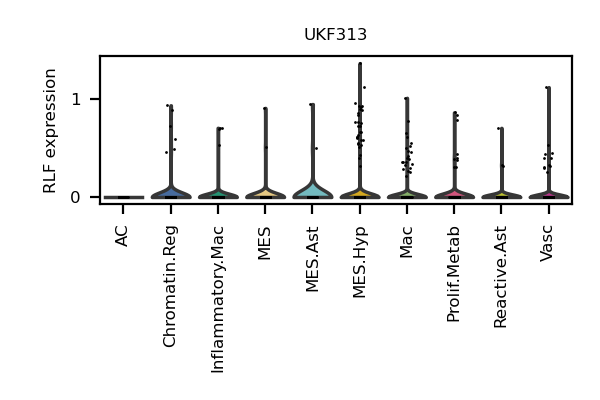 UKF313
RLF expression
1
0
AC
Chromatin.Reg
Inflammatory.Mac
MES
MES.Ast
MES.Hyp
Mac
Prolif.Metab
Reactive.Ast
Vasc